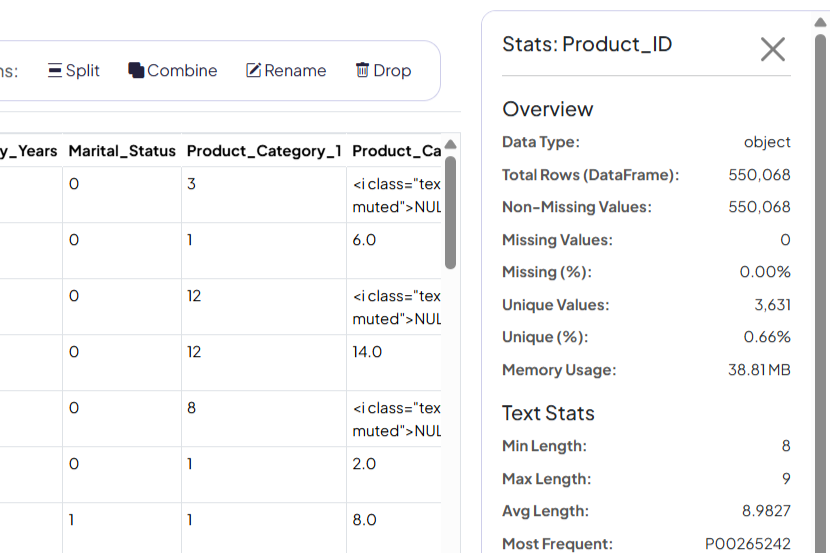 ns: Split Combine Rename Drop
y_Years Marital_Status Product_Category_1 Product_Ca
0 3 <i class="tex
muted">NUL
0 1 6.0
0 12 <i class="tex
muted">NUL
0 12 14.0
0 8 <i class="tex
muted">NUL
0 1 2.0
1 1 8.0
Stats: Product_ID
Overview
Data Type: object
Total Rows (DataFrame): 550,068
Non-Missing Values: 550,068
Missing Values: 0
Missing (%): 0.00%
Unique Values: 3,631
Unique (%): 0.66%
Memory Usage: 38.81 MB
Text Stats
Min Length: 8
Max Length: 9
Avg Length: 8.9827
Most Frequent: P00265242